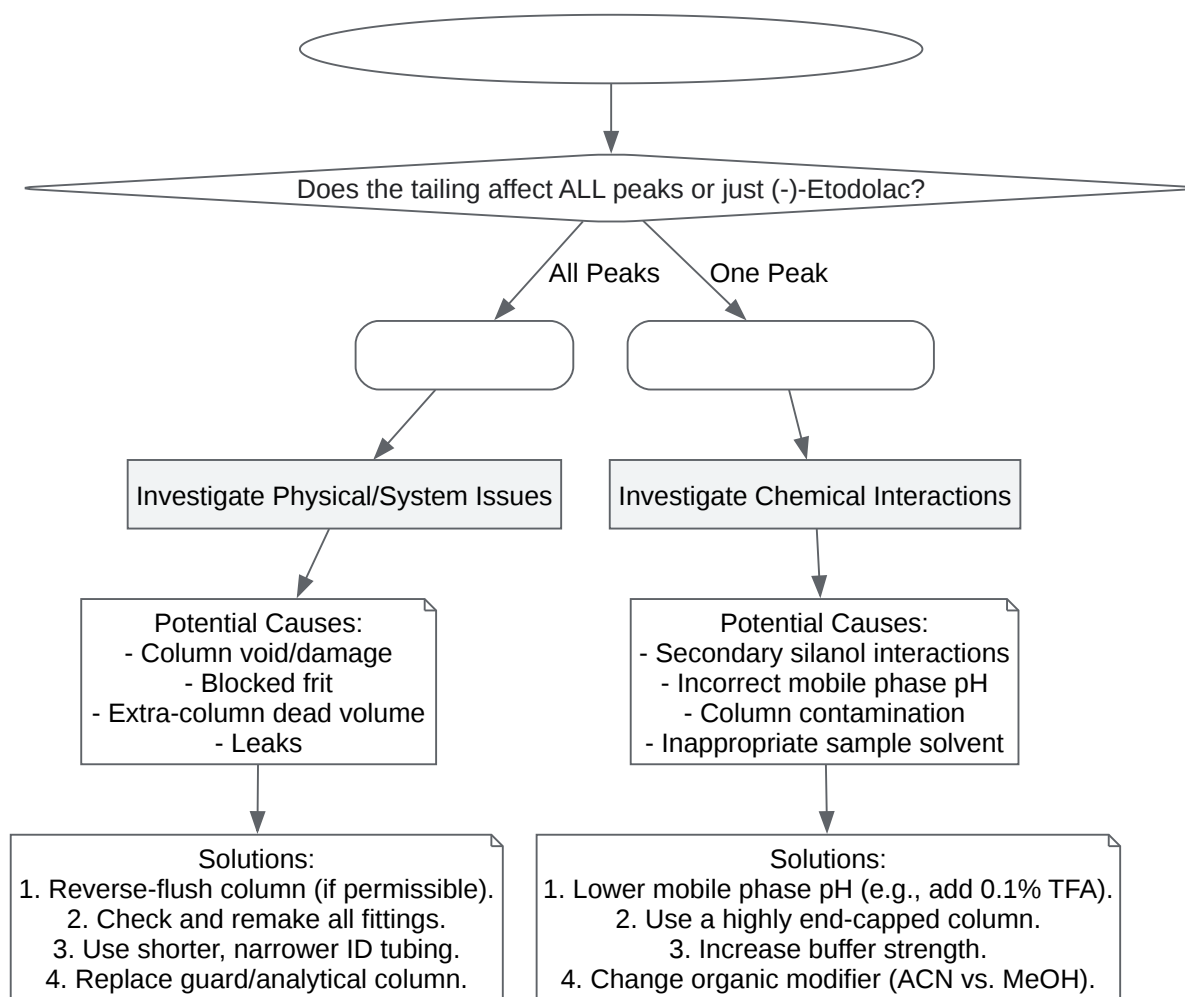 Does the tailing affect ALL peaks or just (-)-Etodolac?
All Peaks
One Peak
Investigate Physical/System Issues
Investigate Chemical Interactions
Potential Causes:
- Column void/damage
- Blocked frit
- Extra-column dead volume
- Leaks
Potential Causes:
- Secondary silanol interactions
- Incorrect mobile phase pH
- Column contamination
- Inappropriate sample solvent
Solutions:
1. Reverse-flush column (if permissible).
2. Check and remake all fittings.
3. Use shorter, narrower ID tubing.
4. Replace guard/analytical column.
Solutions:
1. Lower mobile phase pH (e.g., add 0.1% TFA).
2. Use a highly end-capped column.
3. Increase buffer strength.
4. Change organic modifier (ACN vs. MeOH).